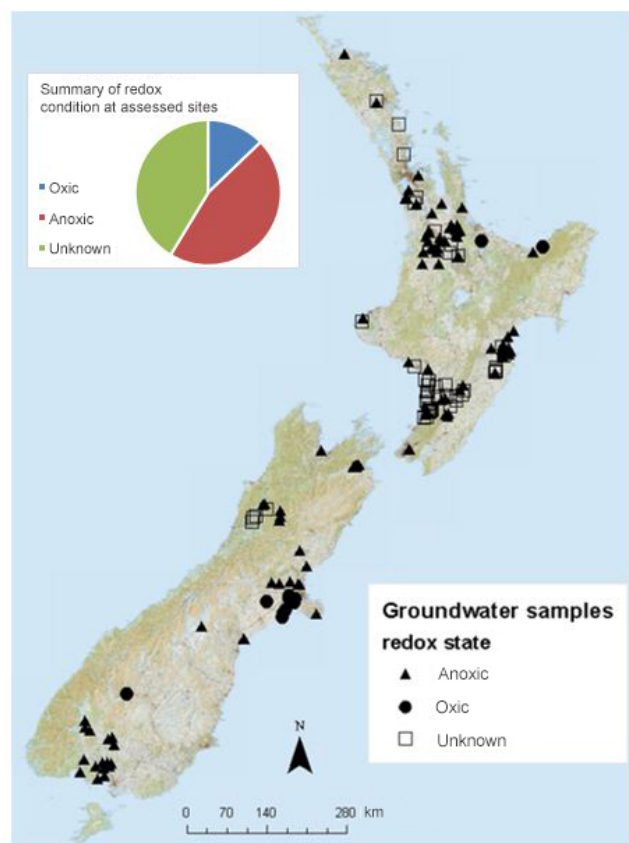 Summary of redox
condition at assessed sites
Oxic
Anoxic
Unknown
Groundwater samples
redox state
Anoxic
Oxic
Unknown
N
0 70 140 280 km